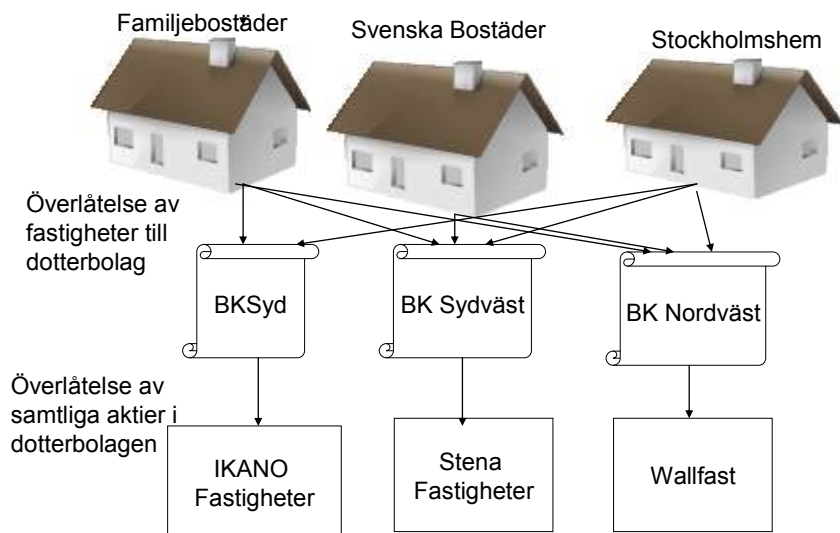 Familjebostäder
Svenska Bostäder
Stockholmshem
Överlåtelse av
fastigheter till
dotterbolag
BKSyd
BK Sydväst
BK Nordväst
Överlåtelse av
samtliga aktier i
dotterbolagen
IKANO
Fastigheter
Stena
Fastigheter
Wallfast